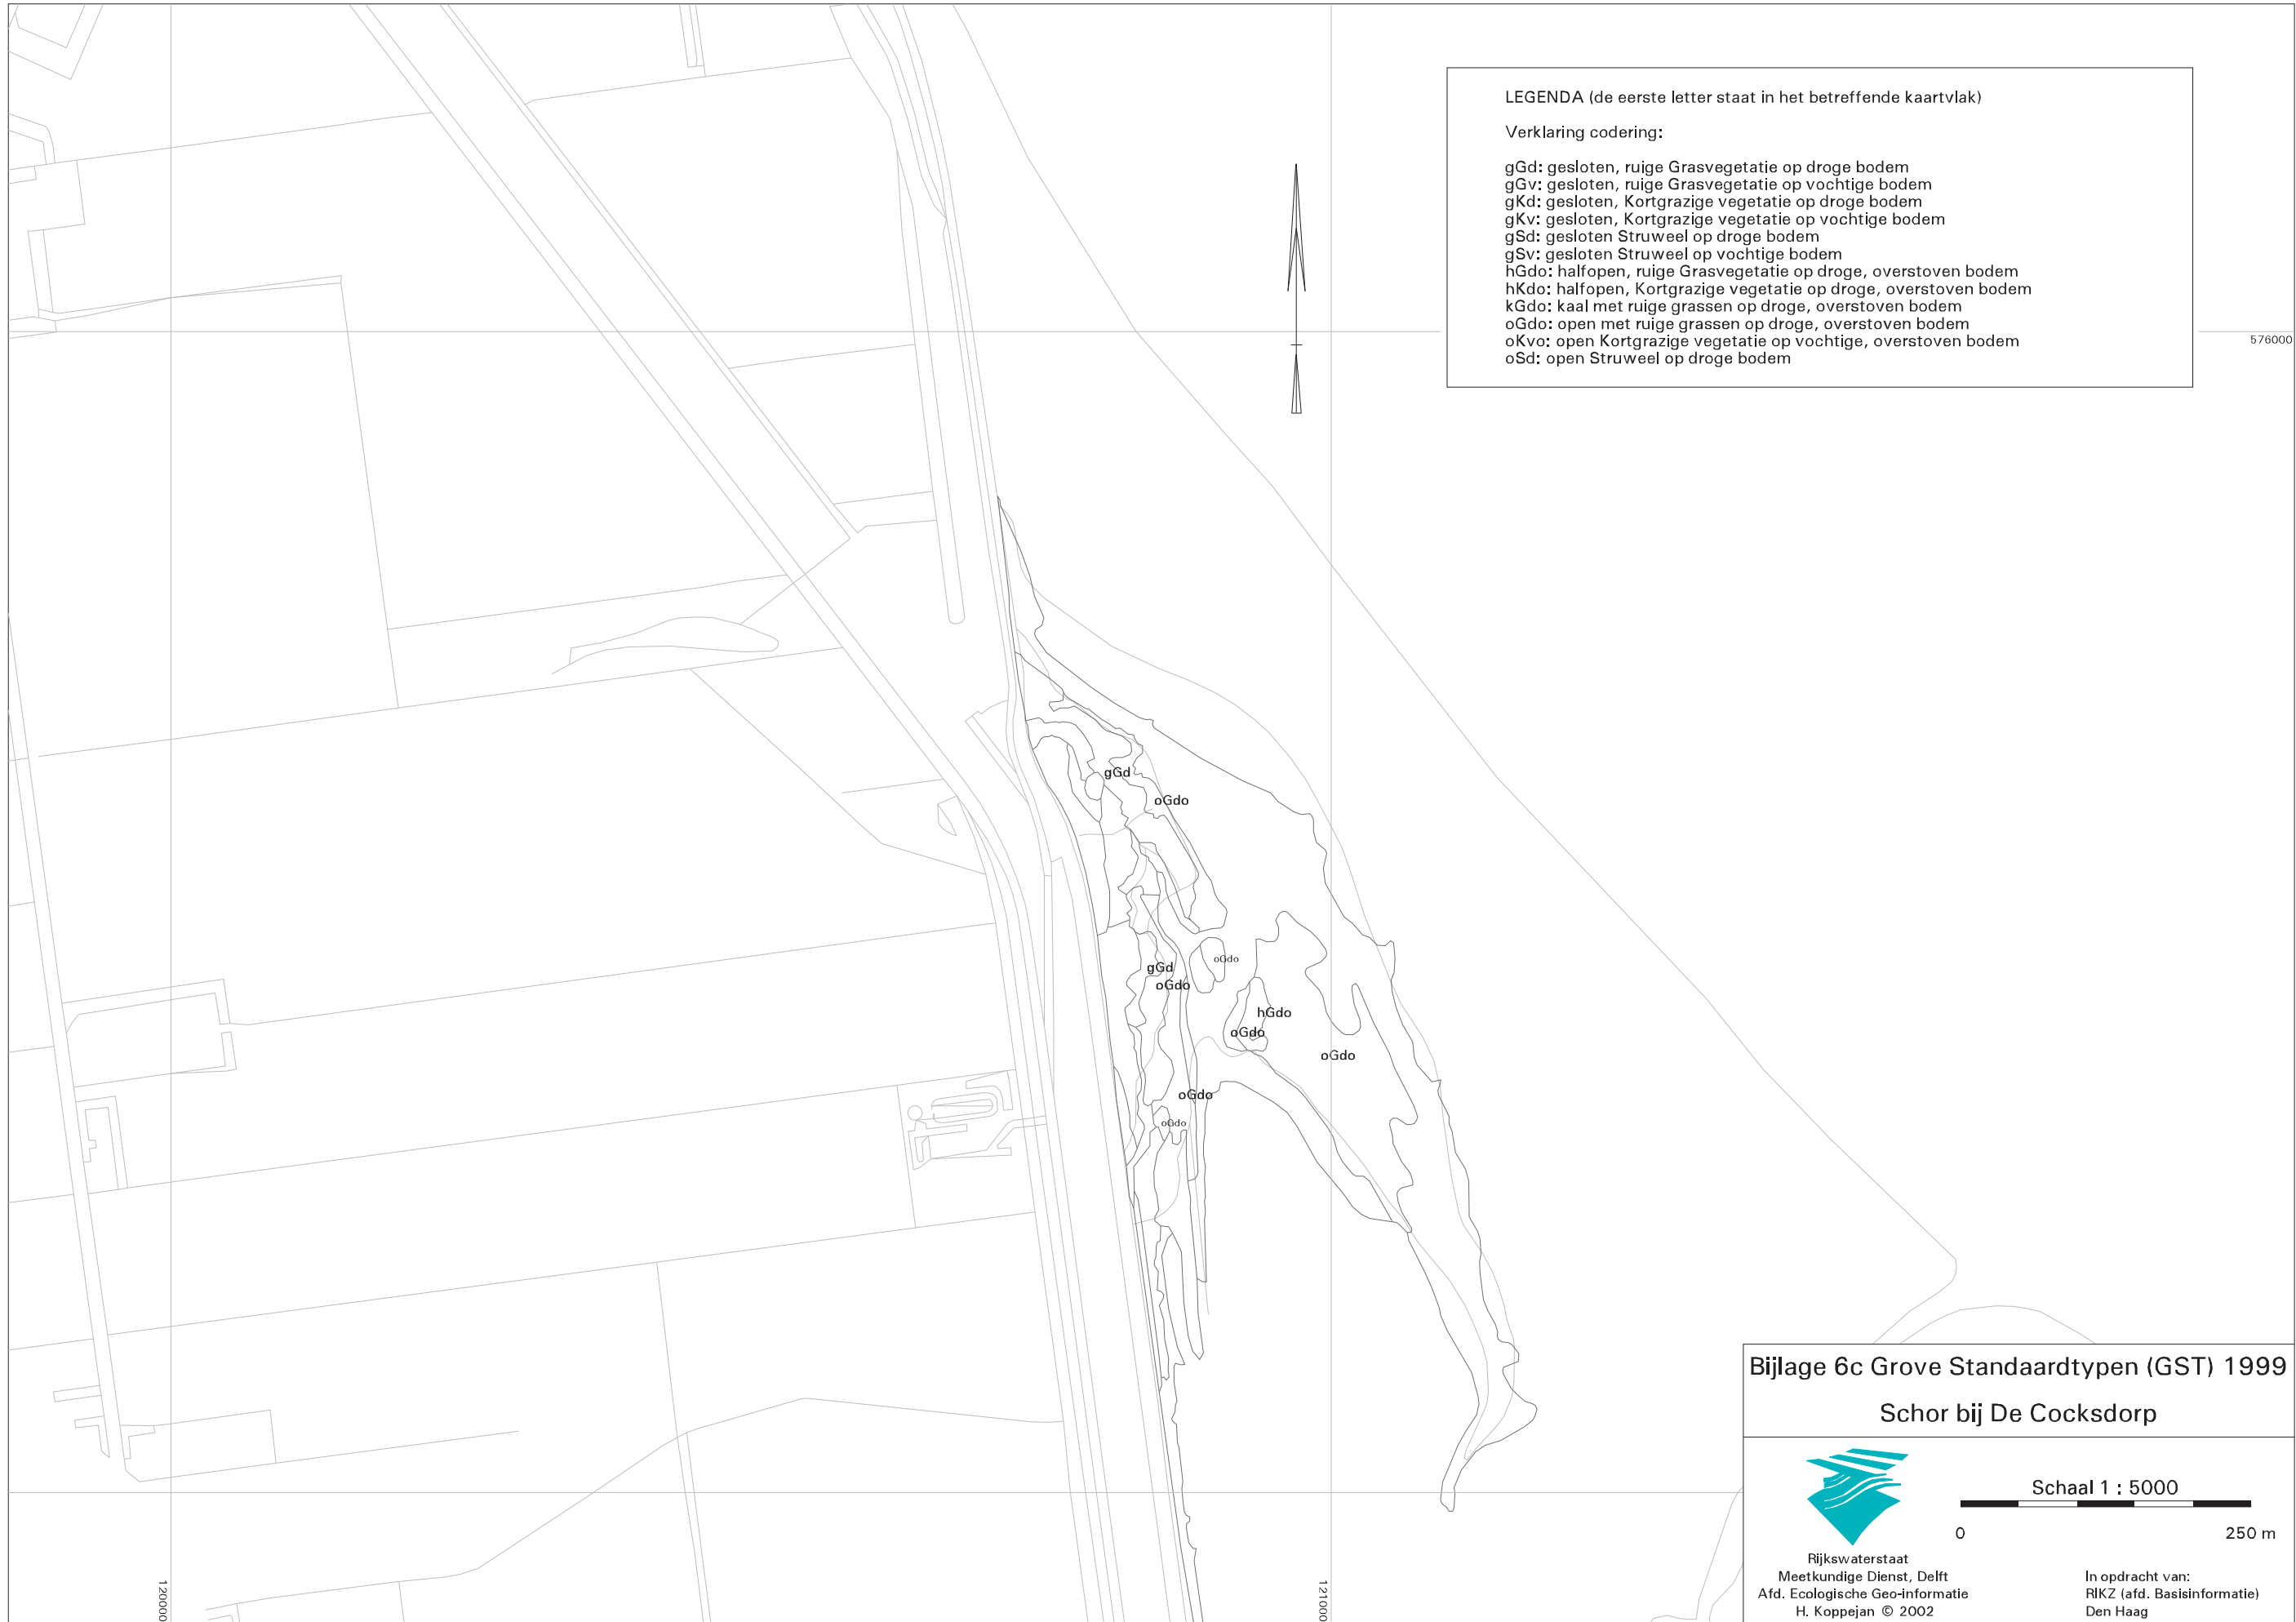 LEGENDA (de eerste letter staat in het betreffende kaartvlak)
Verklaring codering:
gGd: gesloten, ruige Grasvegetatie op droge bodem
gGv: gesloten, ruige Grasvegetatie op vochtige bodem
gKd: gesloten, Kortgrazige vegetatie op droge bodem
gKv: gesloten, Kortgrazige vegetatie op vochtige bodem
gSd: gesloten Struweel op droge bodem
gSv: gesloten Struweel op vochtige bodem
hGdo: halfopen, ruige Grasvegetatie op droge, overstoven bodem
hKdo: halfopen, Kortgrazige vegetatie op droge, overstoven bodem
kGdo: kaal met ruige grassen op droge, overstoven bodem
oGdo: open met ruige grassen op droge, overstoven bodem
oKvo: open Kortgrazige vegetatie op vochtige, overstoven bodem
oSd: open Struweel op droge bodem
576000
gGd
oGdo
oGdo
gGd
oGdo
hGdo
oGdo
oGdo
oGdo
oGdo
Bijlage 6c Grove Standaardtypen (GST) 1999
Schor bij De Cocksdorp
Schaal 1 : 5000
0 250 m
Rijkswaterstaat
Meetkundige Dienst, Delft
Afd. Ecologische Geo-informatie
H. Koppejan © 2002
In opdracht van:
RIKZ (afd. Basisinformatie)
Den Haag
120000
121000